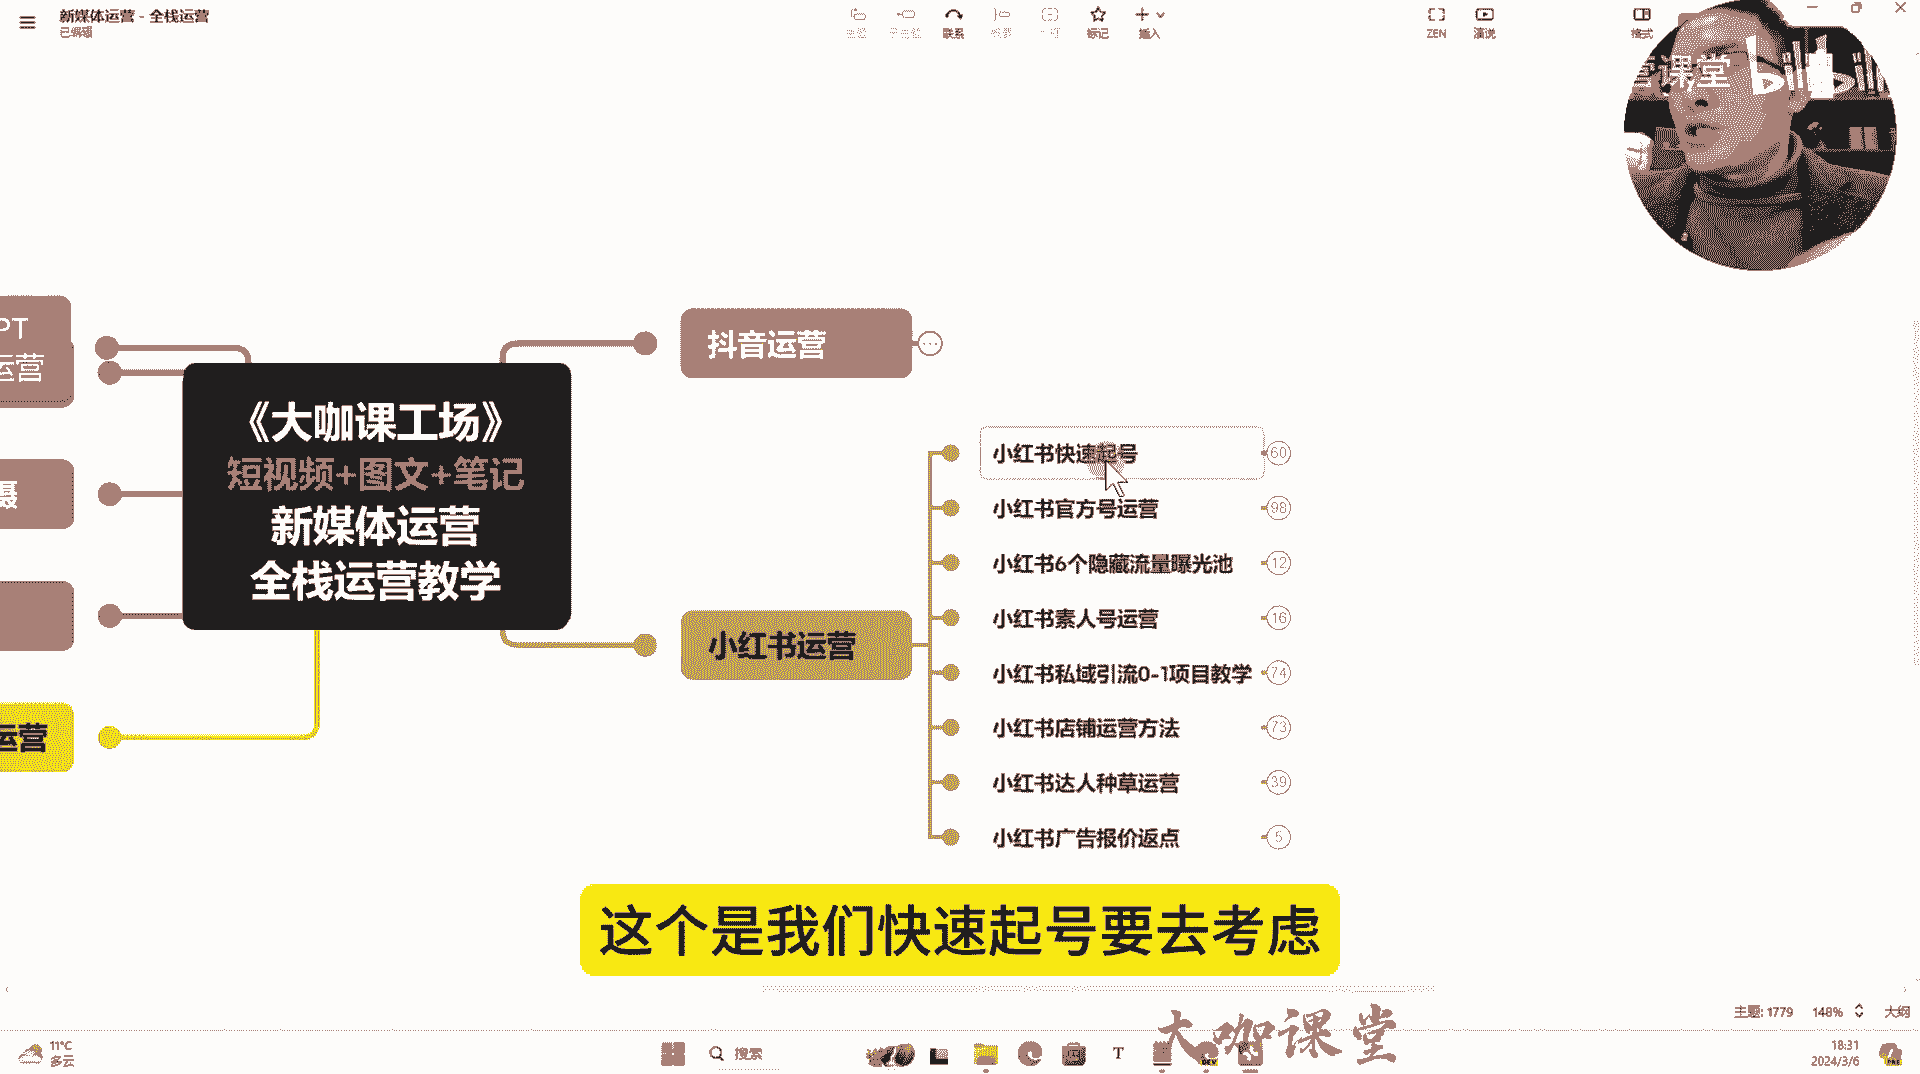 新媒体运营 - 全栈运营
已编辑
联系
标记
插入
ZEN
演说
格式
营课堂 bilibili
PT
运营
摄
运营
《大咖课工场》
短视频+图文+笔记
新媒体运营
全栈运营教学
抖音运营
小红书运营
小红书快速起号 60
小红书官方号运营 98
小红书6个隐藏流量曝光池 12
小红书素人号运营 16
小红书私域引流0-1项目教学 74
小红书店铺运营方法 73
小红书达人种草运营 39
小红书广告报价返点 5
这个是我们快速起号要去考虑
大咖课堂
主题: 1779 148% 大纲
11°C
多云
搜索
18:31
2024/3/6